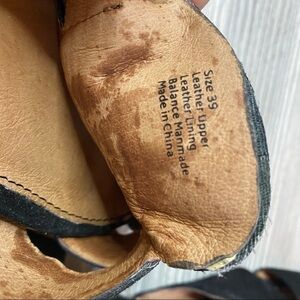 Size 39
Leather Upper
Leather Lining
Balance Manmade
Made in China